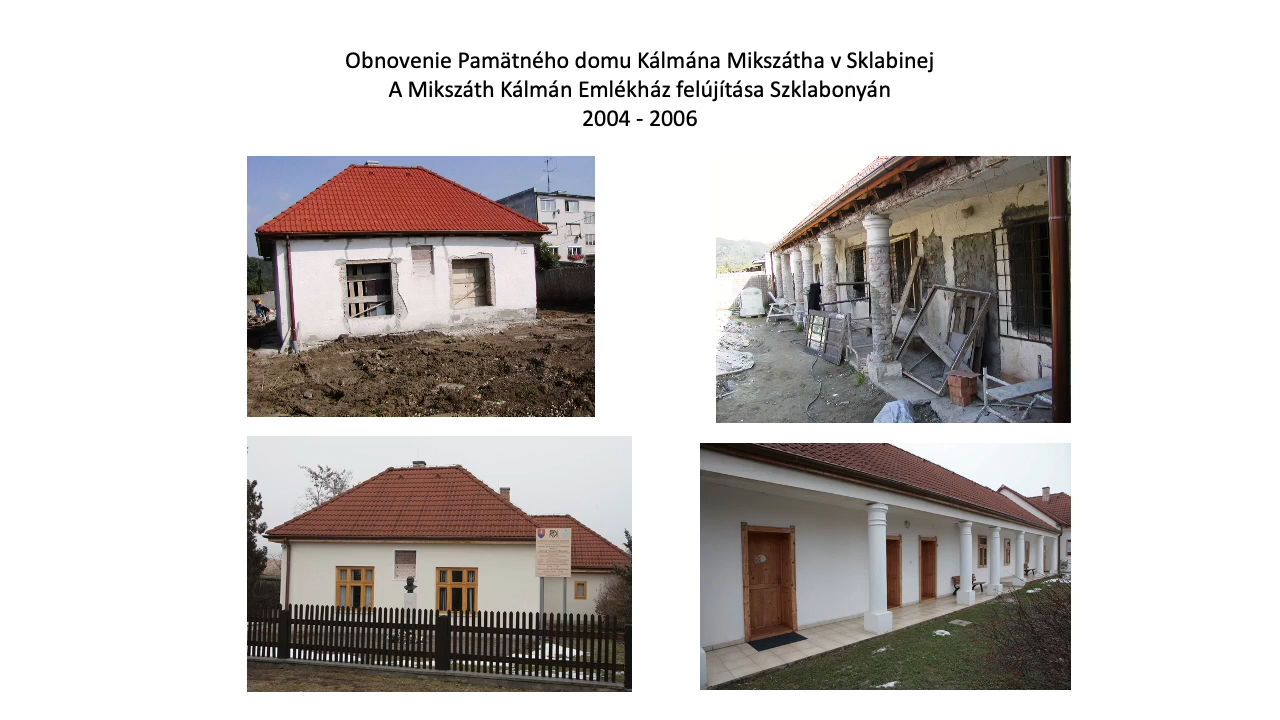 Obnovenie Pamätného domu Kálmána Mikszátha v Sklabinej
A Mikszáth Kálmán Emlékház felújítása Szklabonyán
2004 - 2006